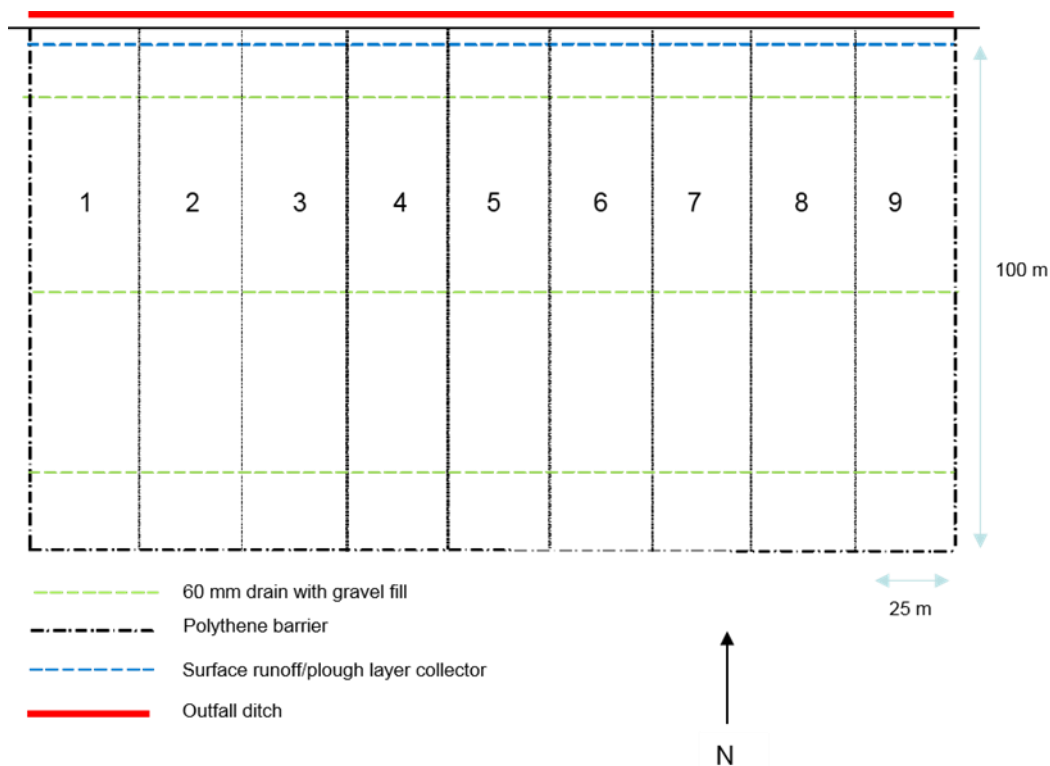 1 2 3 4 5 6 7 8 9
100 m
25 m
60 mm drain with gravel fill
Polythene barrier
Surface runoff/plough layer collector
Outfall ditch
N